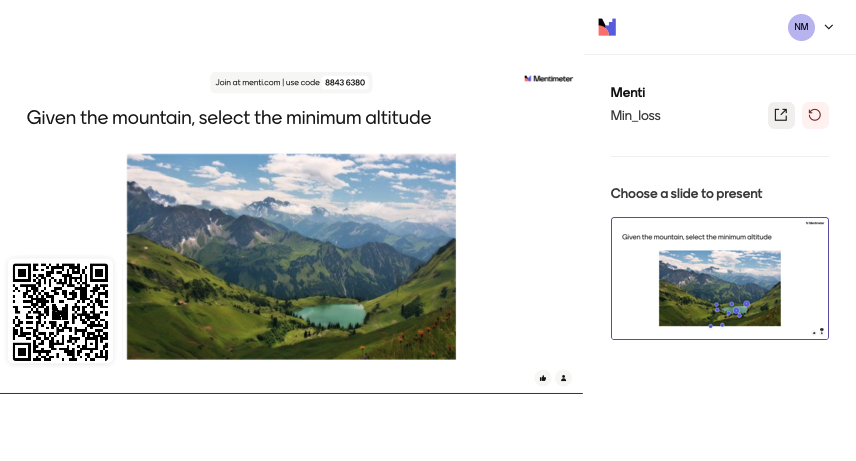 Join at menti.com | use code 8843 6380
Mentimeter
Given the mountain, select the minimum altitude
NM
Menti
Min_loss
Choose a slide to present
Mentimeter
Given the mountain, select the minimum altitude